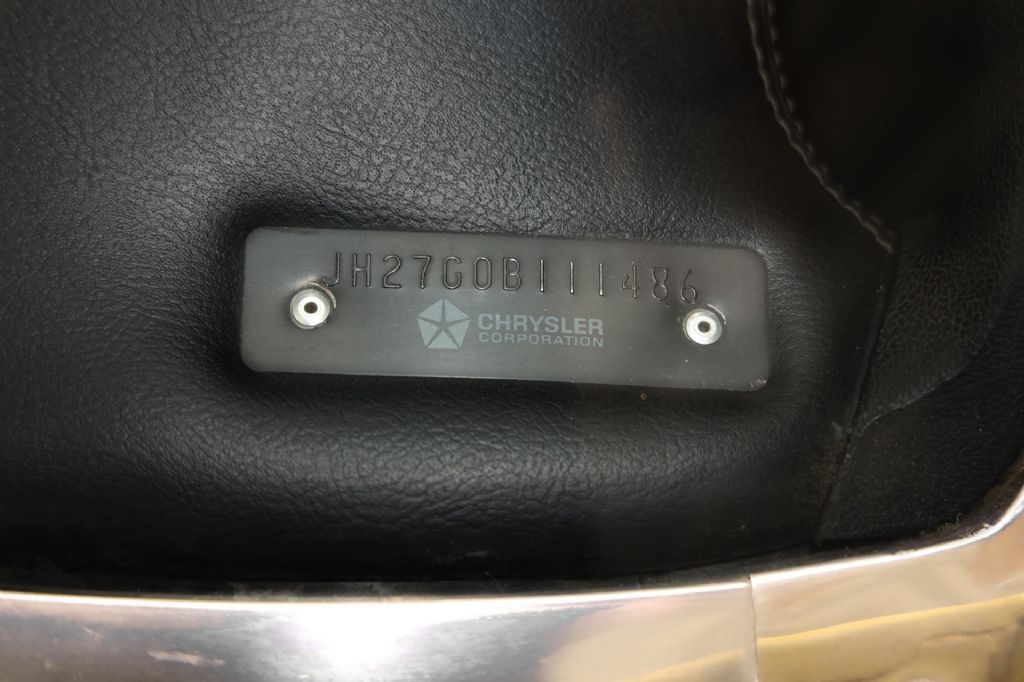 JH27G0B111486
CHRYSLER
CORPORATION